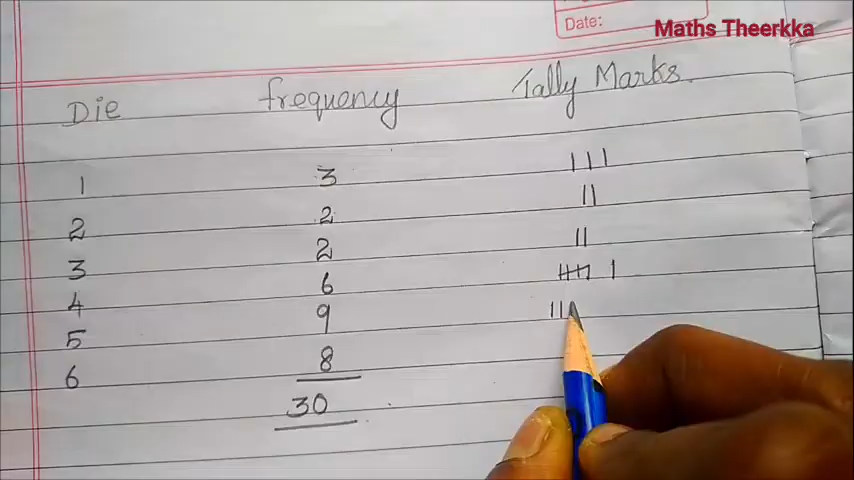 Date:
Maths Theerkka
Die frequency Tally Marks.
1 3 |||
2 2 ||
3 2 ||
4 6 𝍸 |
5 9 |||
6 8
30